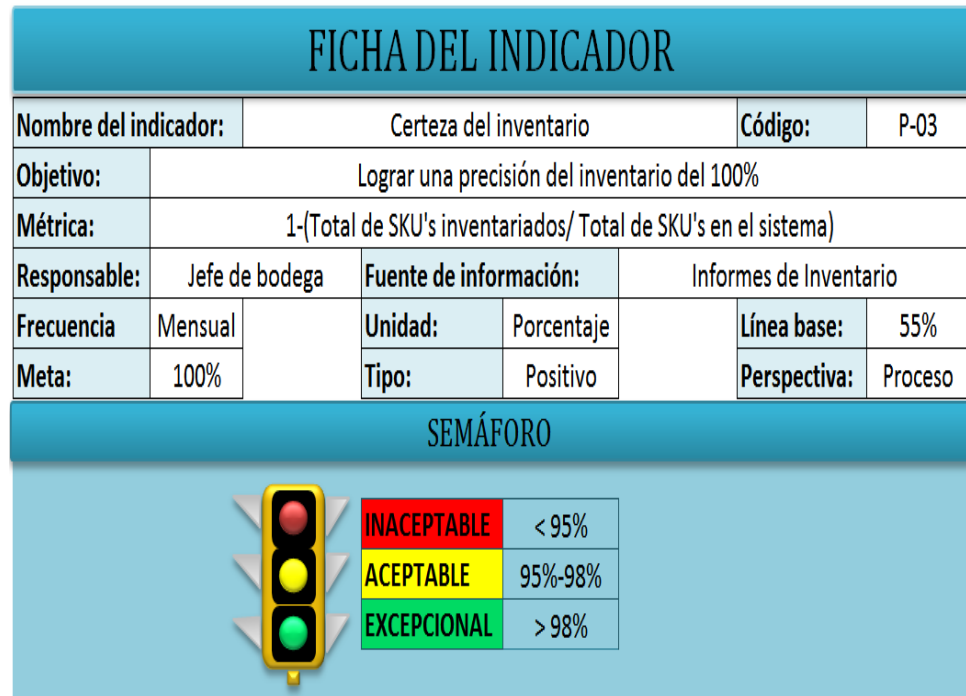 FICHA DEL INDICADOR
Nombre del indicador: Certeza del inventario Código: P-03
Objetivo: Lograr una precisión del inventario del 100%
Métrica: 1-(Total de SKU's inventariados/ Total de SKU's en el sistema)
Responsable: Jefe de bodega Fuente de información: Informes de Inventario
Frecuencia Mensual Unidad: Porcentaje Línea base: 55%
Meta: 100% Tipo: Positivo Perspectiva: Proceso
SEMÁFORO
INACEPTABLE < 95%
ACEPTABLE 95%-98%
EXCEPCIONAL > 98%